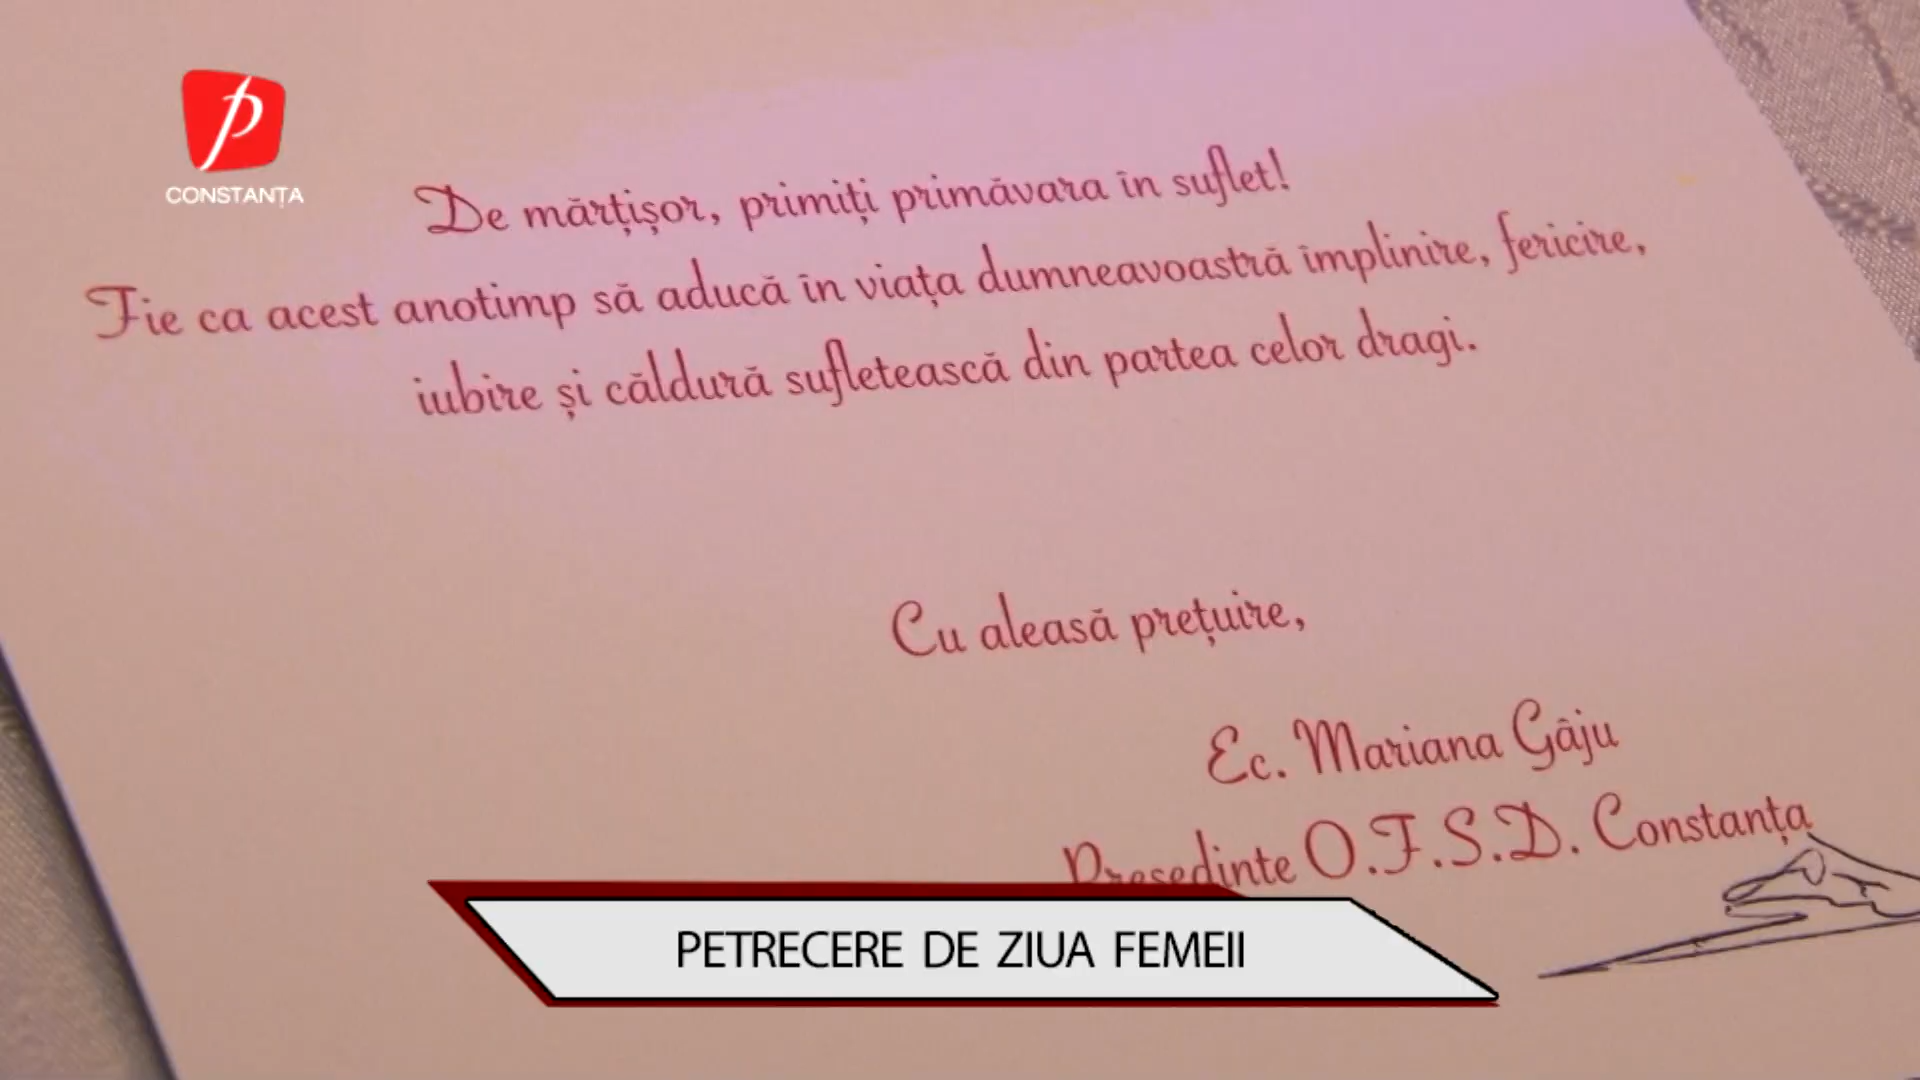 CONSTANȚA
De mărțișor, primiți primăvara în suflet!
Fie ca acest anotimp să aducă în viața dumneavoastră împlinire, fericire,
iubire și căldură sufletească din partea celor dragi.
Cu aleasă prețuire,
Ec. Mariana Gâju
Președinte O.F.S.D. Constanța
PETRECERE DE ZIUA FEMEII